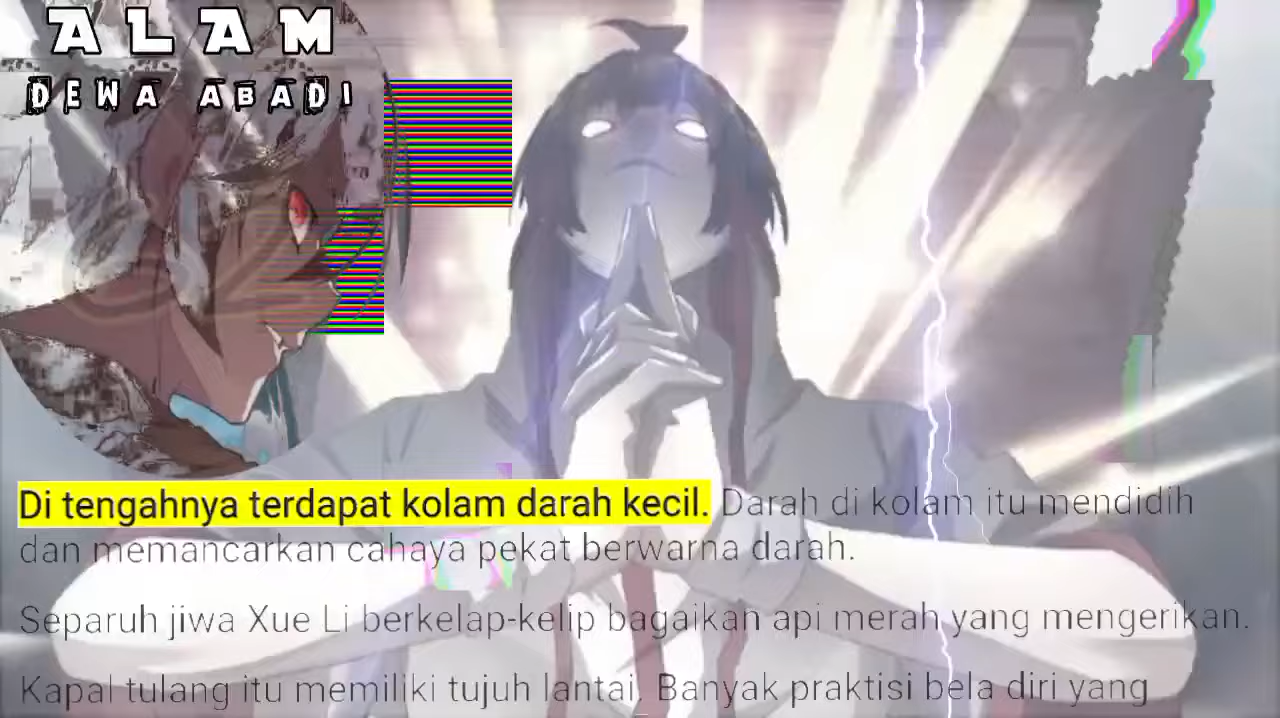 ALAM
DEWA ABADI
Di tengahnya terdapat kolam darah kecil. Darah di kolam itu mendidih
dan memancarkan cahaya pekat berwarna darah.
Separuh jiwa Xue Li berkelap-kelip bagaikan api merah yang mengerikan.
Kapal tulang itu memiliki tujuh lantai. Banyak praktisi bela diri yang